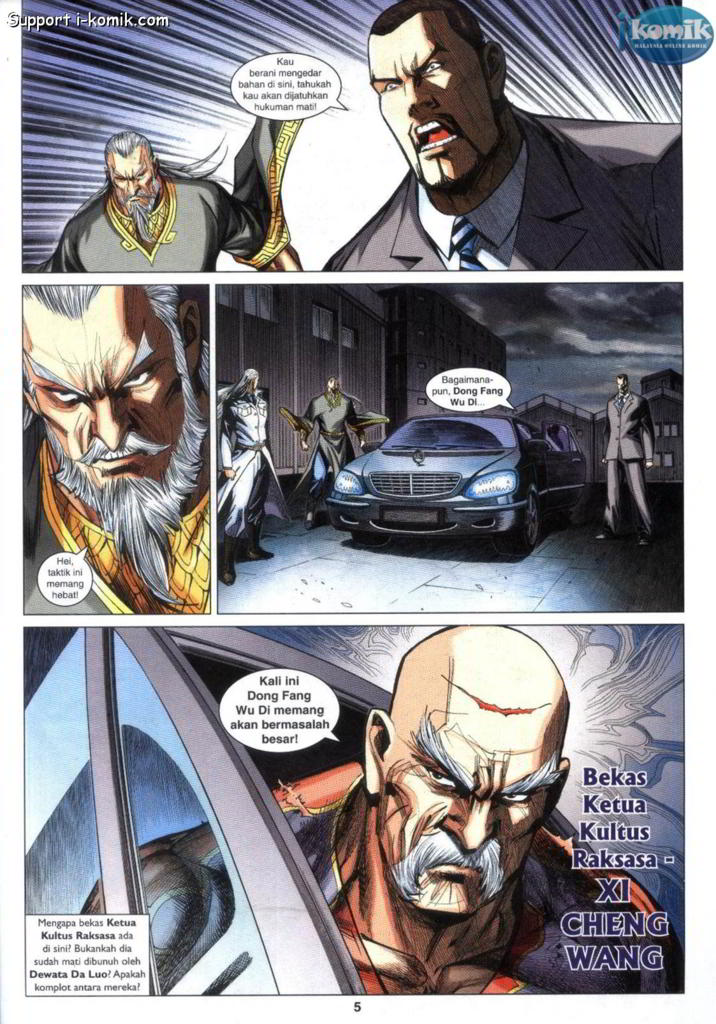 Support i-komik.com
ikomik
MALAYSIA ONLINE KOMIK
Kau
berani mengedar
bahan di sini, tahukah
kau akan dijatuhkan
hukuman mati!
Hei,
taktik ini
memang
hebat!
Bagaimana-
pun, Dong Fang
Wu Di...
Kali ini
Dong Fang
Wu Di memang
akan bermasalah
besar!
Bekas
Ketua
Kultus
Raksasa -
XI
CHENG
WANG
Mengapa bekas Ketua
Kultus Raksasa ada
di sini? Bukankah dia
sudah mati dibunuh oleh
Dewata Da Luo? Apakah
komplot antara mereka?
5